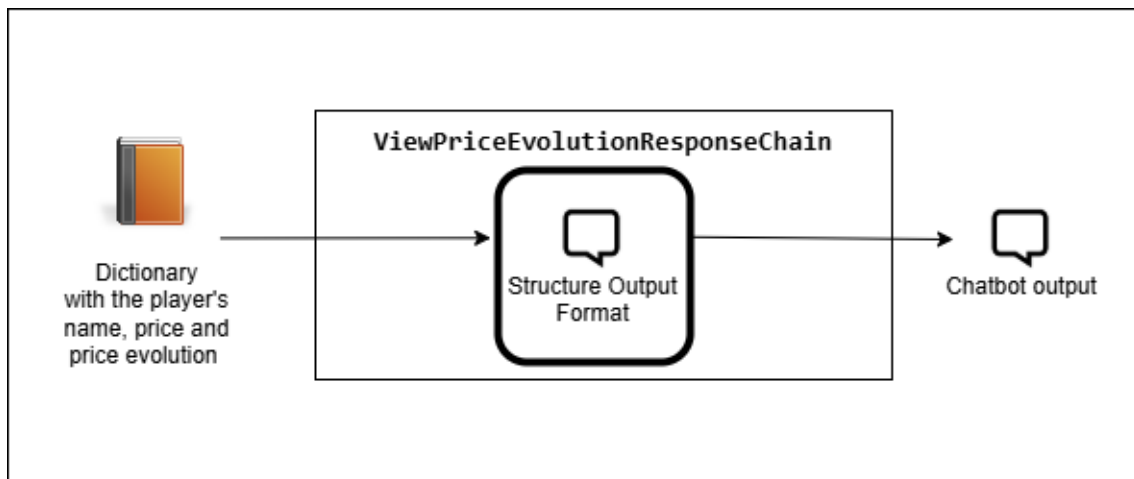 ViewPriceEvolutionResponseChain
Dictionary
with the player's
name, price and
price evolution
Structure Output
Format
Chatbot output